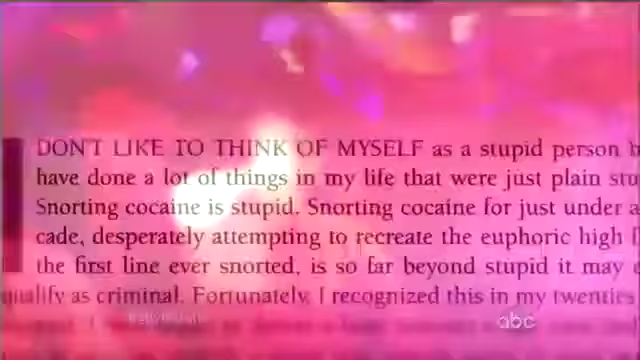 I DON'T LIKE TO THINK OF MYSELF as a stupid person b
have done a lot of things in my life that were just plain stu
Snorting cocaine is stupid. Snorting cocaine for just under a
cade, desperately attempting to recreate the euphoric high f
the first line ever snorted, is so far beyond stupid it may
qualify as criminal. Fortunately, I recognized this in my twenties
abc